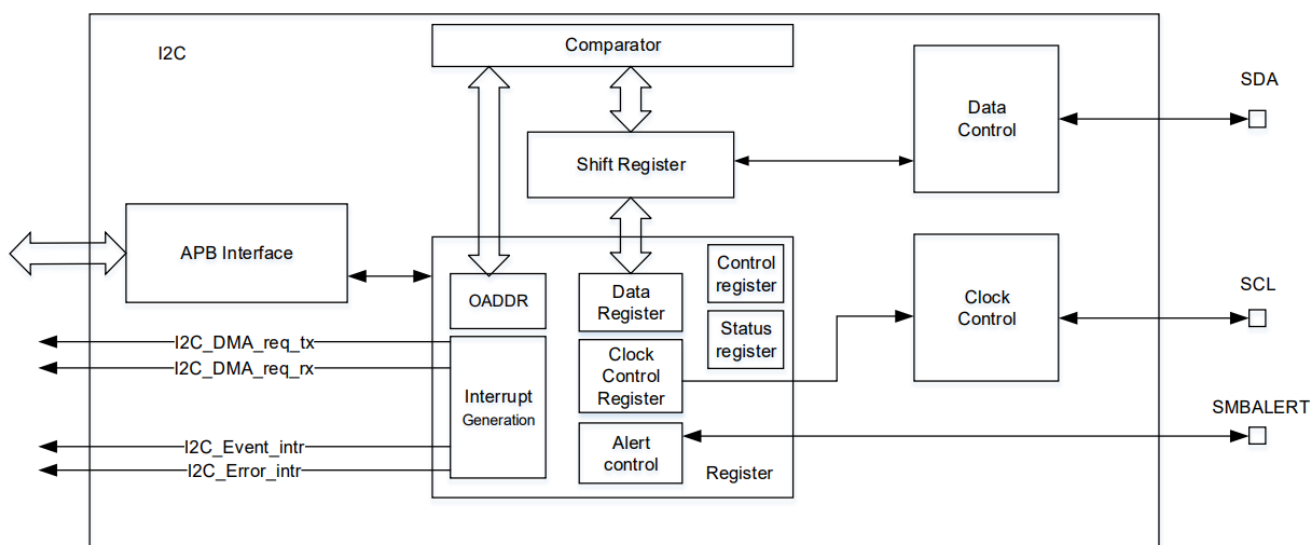 I2C
Comparator
Data
Control
SDA
Shift Register
APB Interface
OADDR
Data
Register
Control
register
Status
register
Clock
Control
SCL
I2C_DMA_req_tx
I2C_DMA_req_rx
Interrupt
Generation
Clock
Control
Register
SMBALERT
I2C_Event_intr
I2C_Error_intr
Alert
control
Register